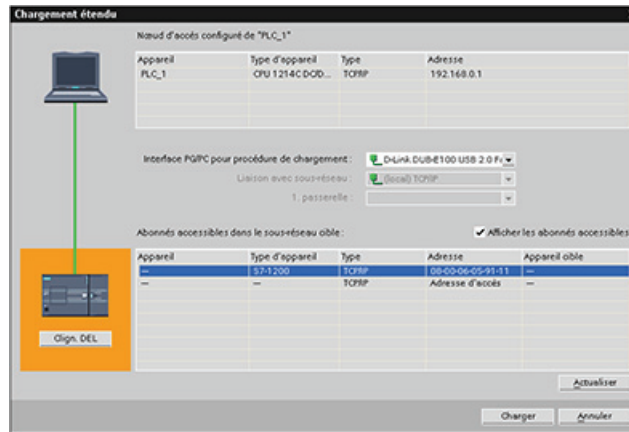 Chargement étendu
Nœud d'accés configuré de "PLC_1"
Appareil Type d'appareil Type Adresse
PLC_1 CPU 1214C DC/D... TCP/IP 192.168.0.1
Interface PG/PC pour procédure de chargement :
D-Link DUB-E100 USB 2.0 Fa
Liaison avec sous-réseau :
(local) TCP/IP
1. passerelle :
Abonnés accessibles dans le sous-réseau cible :
Afficher les abonnés accessibles
Appareil Type d'appareil Type Adresse Appareil cible
— S7-1200 TCP/IP 08-00-06-05-91-11 —
— — TCP/IP Adresse d'accés —
Clign. DEL
Actualiser
Charger Annuler